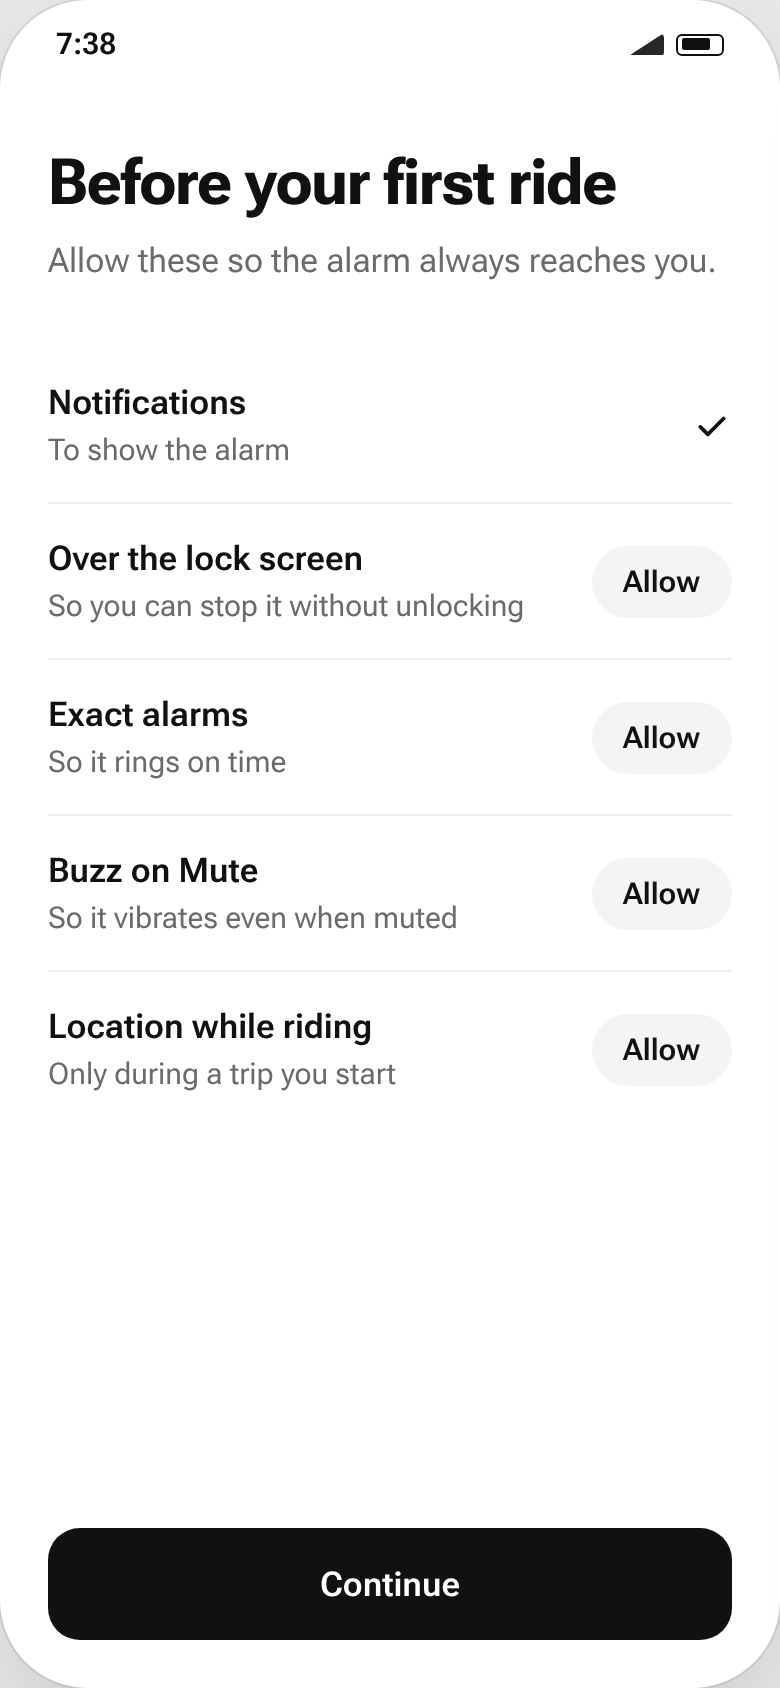 7:38
Before your first ride
Allow these so the alarm always reaches you.
Notifications
To show the alarm
Over the lock screen
So you can stop it without unlocking
Allow
Exact alarms
So it rings on time
Allow
Buzz on Mute
So it vibrates even when muted
Allow
Location while riding
Only during a trip you start
Allow
Continue